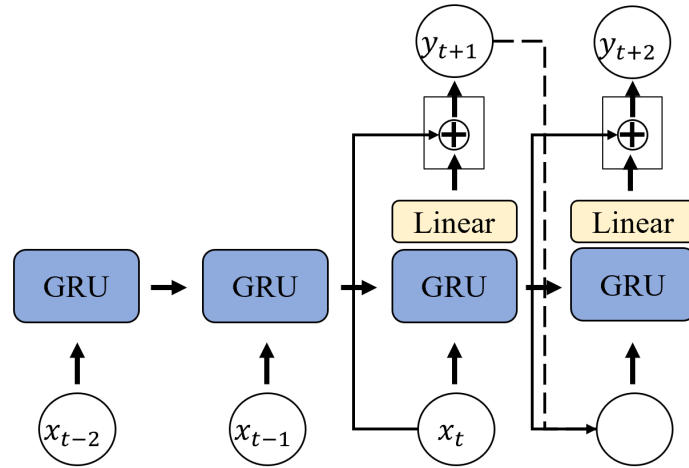 y_{t+1} y_{t+2}
+ +
Linear Linear
GRU GRU GRU GRU
x_{t−2} x_{t−1} x_t